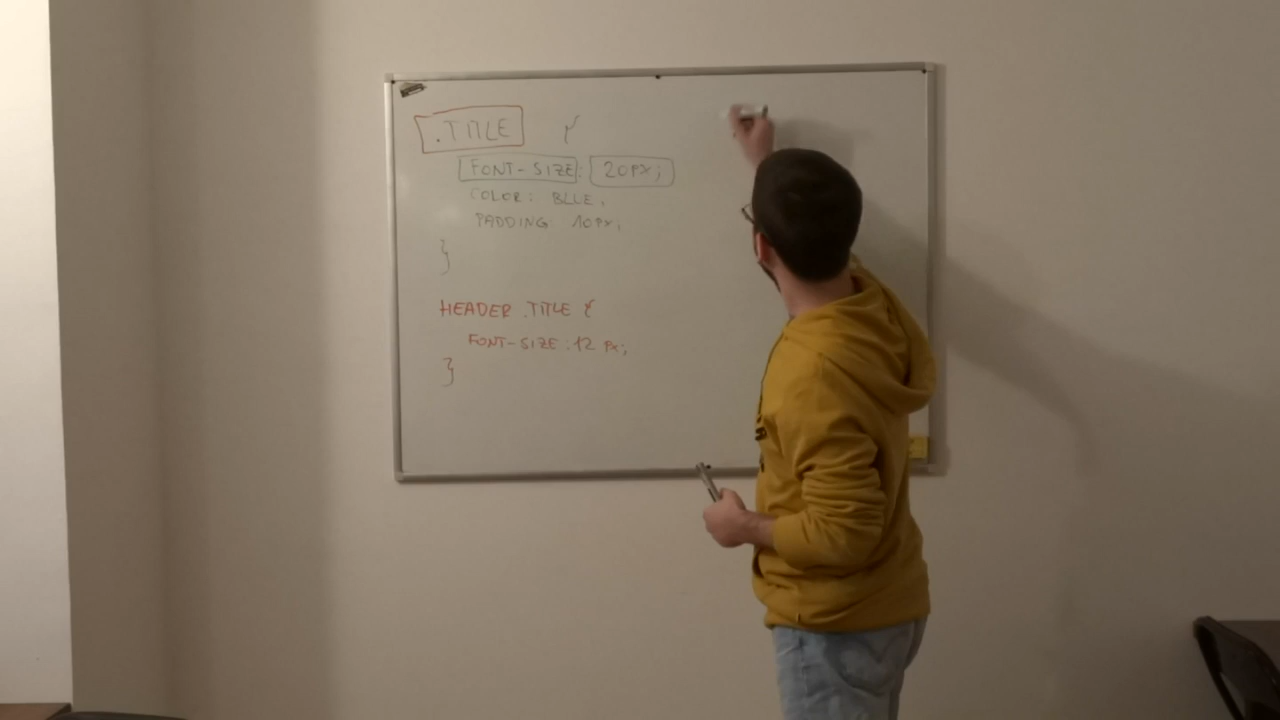 .TITLE {
FONT-SIZE: 20PX;
COLOR: BLUE;
PADDING: 10PX;
}
HEADER .TITLE {
FONT-SIZE: 12 PX;
}